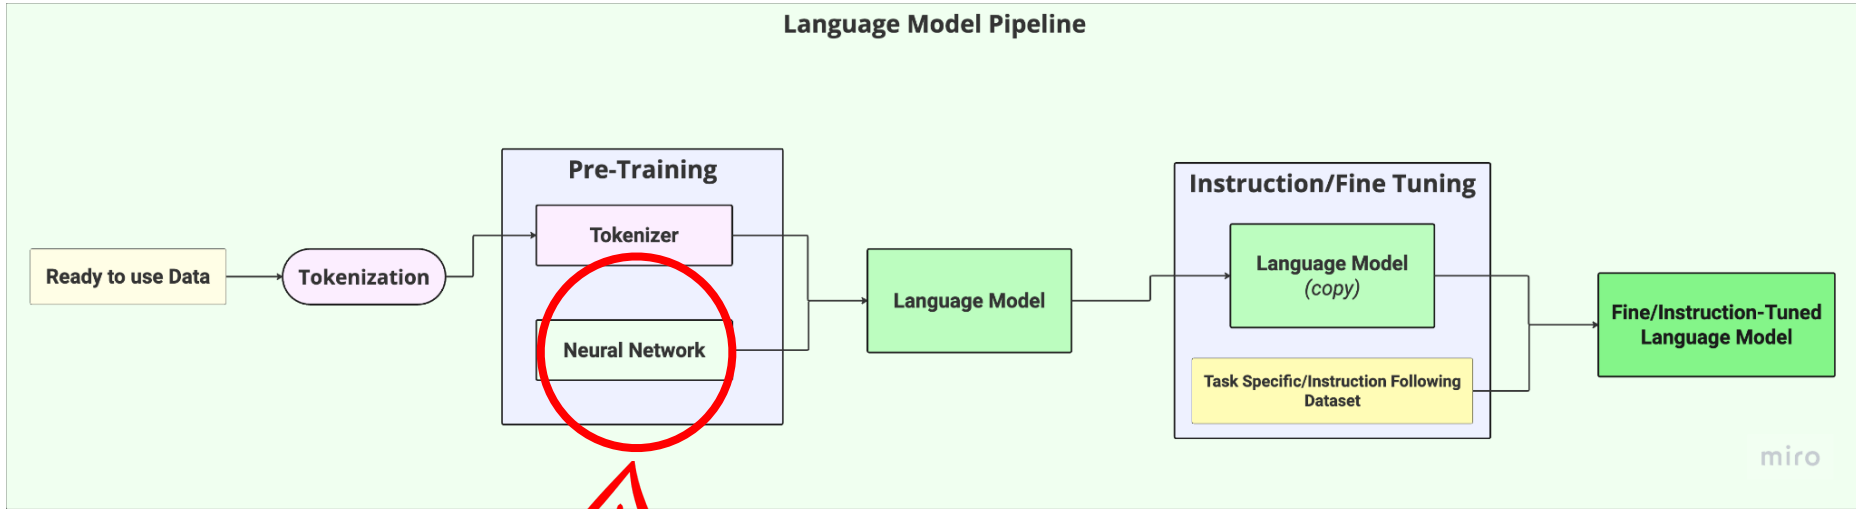 Language Model Pipeline
Ready to use Data
Tokenization
Pre-Training
Tokenizer
Neural Network
Language Model
Instruction/Fine Tuning
Language Model
(copy)
Task Specific/Instruction Following
Dataset
Fine/Instruction-Tuned
Language Model
miro